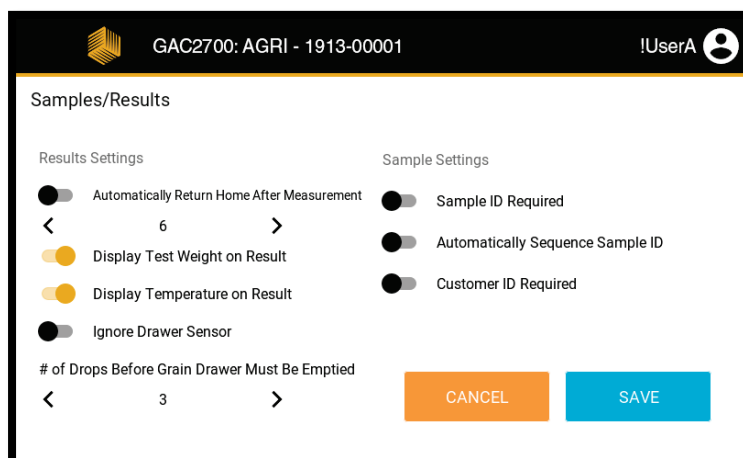 GAC2700: AGRI - 1913-00001
!UserA
Samples/Results
Results Settings
Automatically Return Home After Measurement
6
Display Test Weight on Result
Display Temperature on Result
Ignore Drawer Sensor
# of Drops Before Grain Drawer Must Be Emptied
3
Sample Settings
Sample ID Required
Automatically Sequence Sample ID
Customer ID Required
CANCEL
SAVE